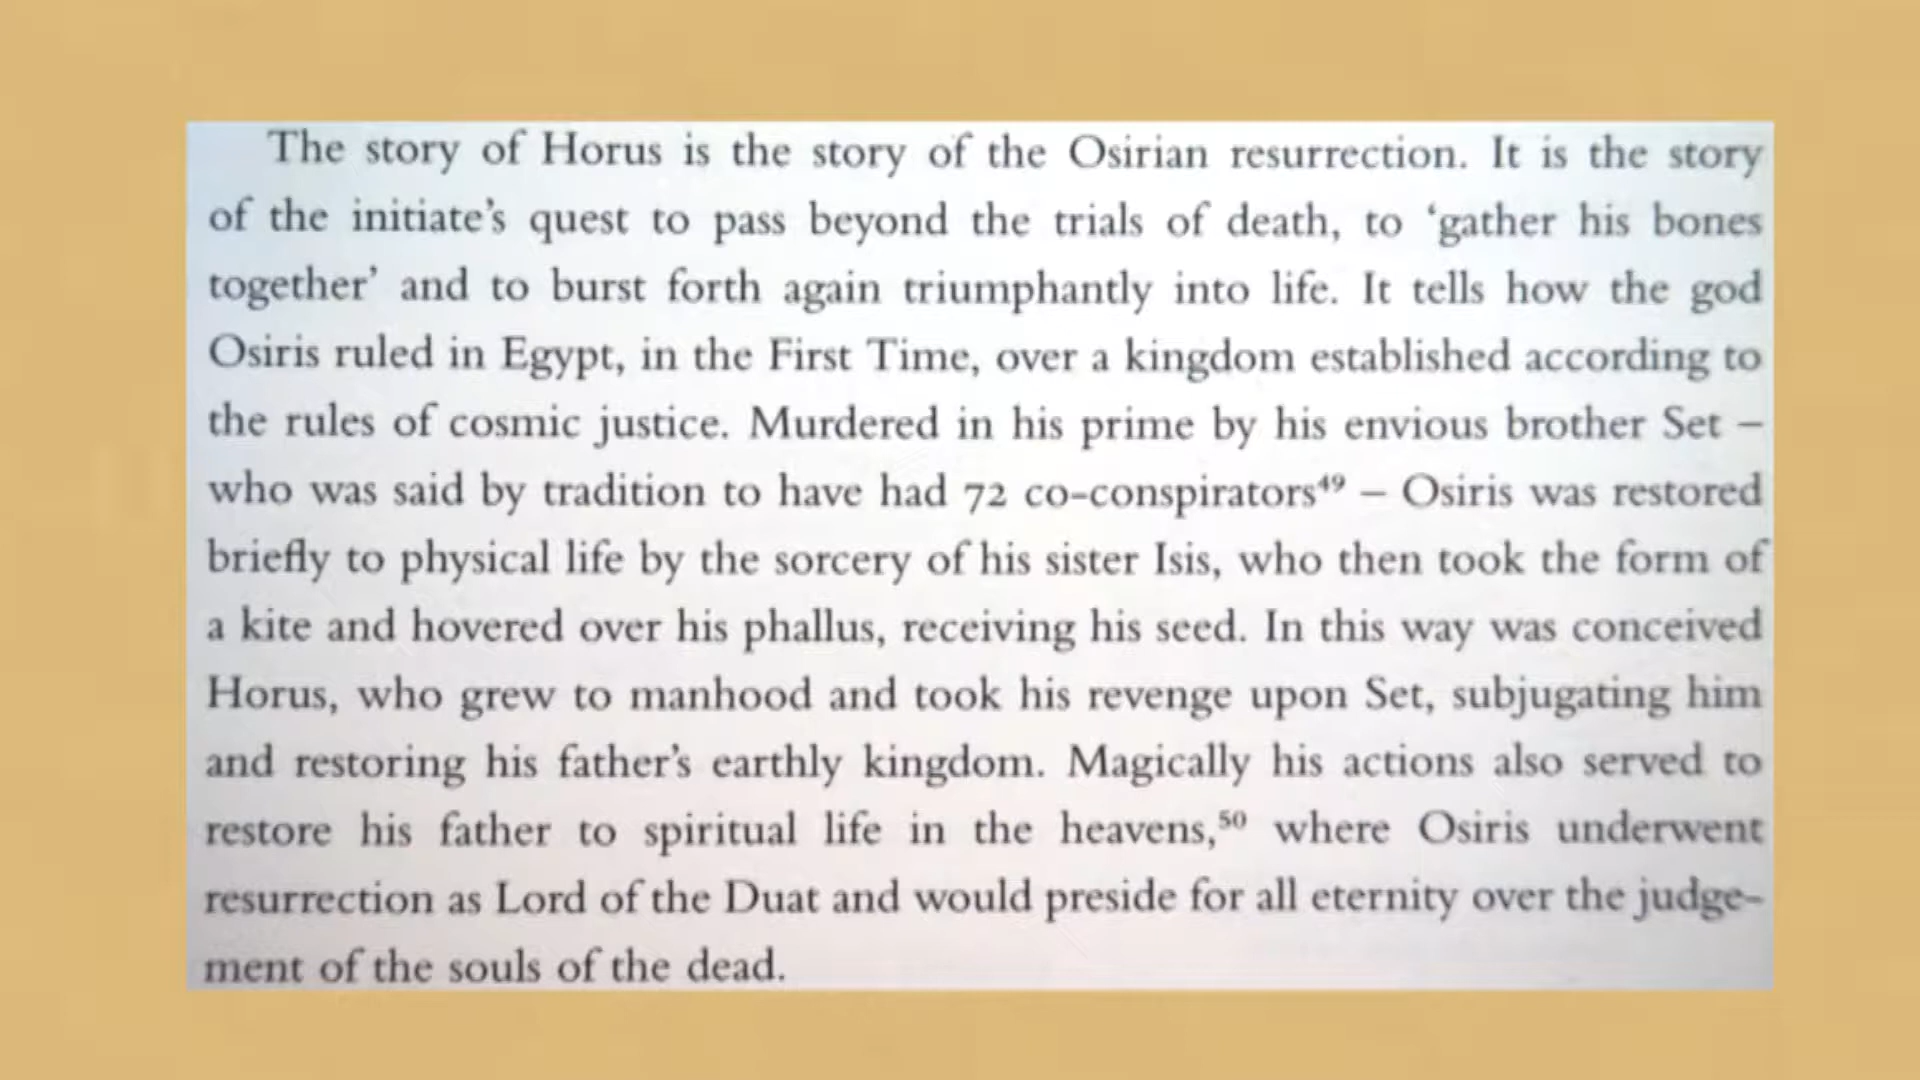 The story of Horus is the story of the Osirian resurrection. It is the story
of the initiate’s quest to pass beyond the trials of death, to ‘gather his bones
together’ and to burst forth again triumphantly into life. It tells how the god
Osiris ruled in Egypt, in the First Time, over a kingdom established according to
the rules of cosmic justice. Murdered in his prime by his envious brother Set –
who was said by tradition to have had 72 co-conspirators⁴⁹ – Osiris was restored
briefly to physical life by the sorcery of his sister Isis, who then took the form of
a kite and hovered over his phallus, receiving his seed. In this way was conceived
Horus, who grew to manhood and took his revenge upon Set, subjugating him
and restoring his father’s earthly kingdom. Magically his actions also served to
restore his father to spiritual life in the heavens,⁵⁰ where Osiris underwent
resurrection as Lord of the Duat and would preside for all eternity over the judge-
ment of the souls of the dead.